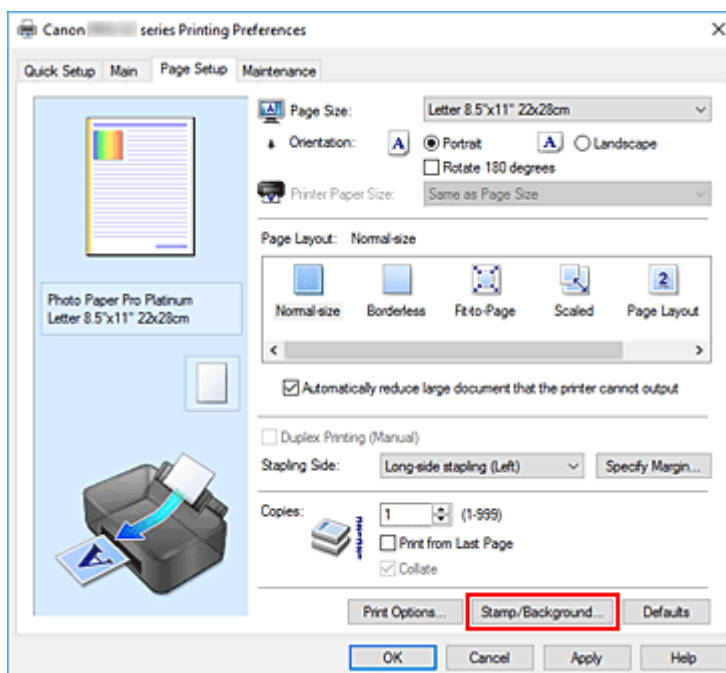 Canon series Printing Preferences
Quick Setup Main Page Setup Maintenance
Page Size: Letter 8.5"x11" 22x28cm
Orientation: A Portrait A Landscape
Rotate 180 degrees
Printer Paper Size: Same as Page Size
Page Layout: Normal-size
Photo Paper Pro Platinum
Letter 8.5"x11" 22x28cm
2
Normal-size Borderless Fit-to-Page Scaled Page Layout
Automatically reduce large document that the printer cannot output
Duplex Printing (Manual)
Stapling Side: Long-side stapling (Left) Specify Margin...
Copies: 1 (1-999)
Print from Last Page
Collate
A
Print Options... Stamp/Background... Defaults
OK Cancel Apply Help